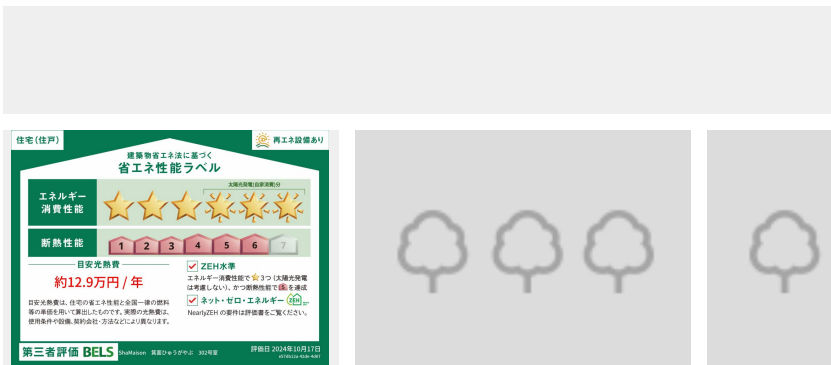 住宅(住戸)
再エネ設備あり
建築物省エネ法に基づく
省エネ性能ラベル
太陽光発電(自家消費)分
エネルギー
消費性能
断熱性能
1 2 3 4 5 6 7
目安光熱費
約12.9万円 / 年
目安光熱費は、住宅の省エネ性能と全国一律の燃料
等の単価を用いて算出したものです。実際の光熱費は、
使用条件や設備、契約会社・方法などにより異なります。
ZEH水準
エネルギー消費性能で 3つ (太陽光発電
は考慮しない)、かつ断熱性能で 5 を達成
ネット・ゼロ・エネルギー ZEH
NearlyZEH の要件は評価書をご覧ください。
第三者評価 BELS
ShaMaison 箕面ひゅうがやぶ 302号室
評価日 2024年10月17日